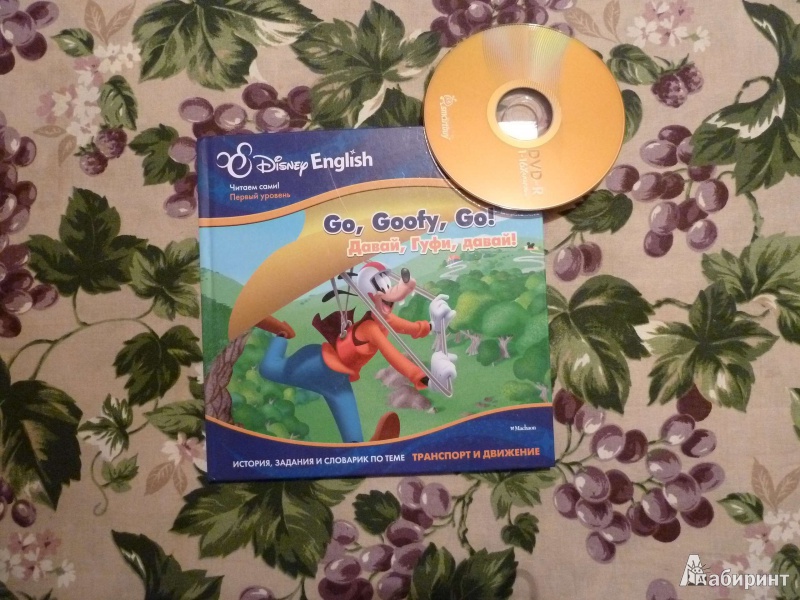 Disney English
Читаем сами!
Первый уровень
Go, Goofy, Go!
Давай, Гуфи, давай!
Machaon
ИСТОРИЯ, ЗАДАНИЯ И СЛОВАРИК ПО ТЕМЕ ТРАНСПОРТ И ДВИЖЕНИЕ
DVD+R
Лабиринт